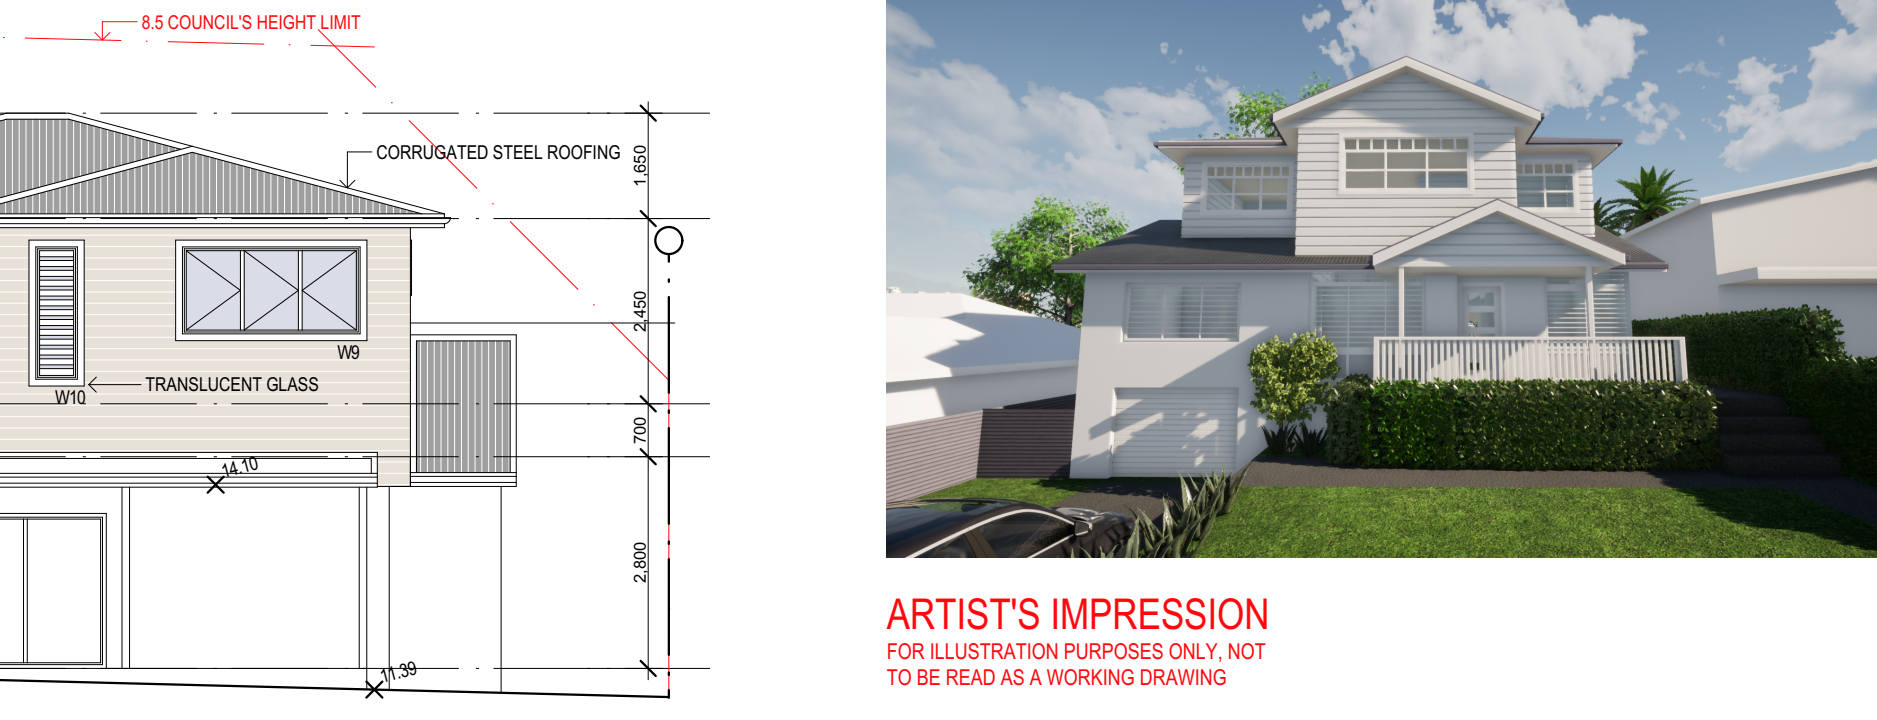 8.5 COUNCIL'S HEIGHT LIMIT
CORRUGATED STEEL ROOFING
1,650
2,450
W9
TRANSLUCENT GLASS
W10
700
14.10
2,800
11.39
ARTIST'S IMPRESSION
FOR ILLUSTRATION PURPOSES ONLY, NOT
TO BE READ AS A WORKING DRAWING